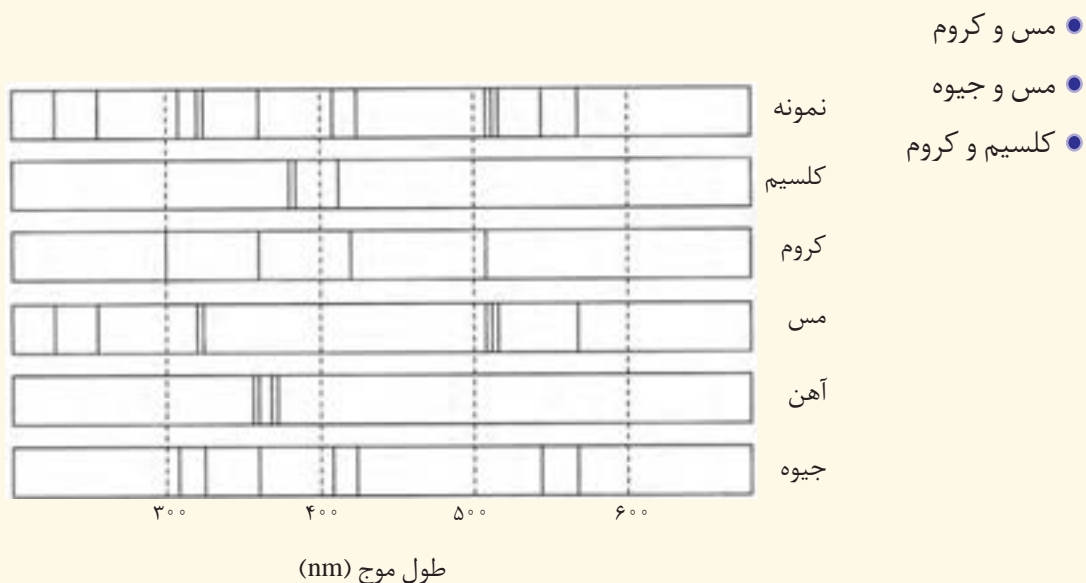 مس و کروم
مس و جیوه
کلسیم و کروم
نمونه
کلسیم
کروم
مس
آهن
جیوه
۳۰۰ ۴۰۰ ۵۰۰ ۶۰۰
طول موج (nm)